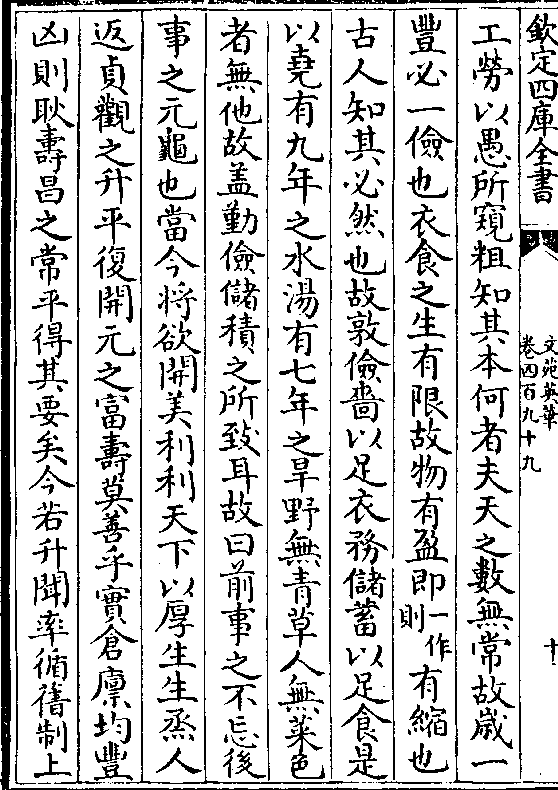 欽定四庫全書
文苑英華
卷四百九十九
十
工勞以愚所窺粗知其本何者夫天之數無常故歲一
豐必一儉也衣食之生有限故物有盈即一作則有縮也
古人知其必然也故敦儉嗇以足衣務儲蓄以足食是
以堯有九年之水湯有七年之旱野無青草人無菜色
者無他故蓋勤儉儲積之所致耳故曰前事之不忘後
事之元龜也當今將欲開美利利天下以厚生生烝人
返貞觀之升平復開元之富壽莫善乎實倉廩均豐
凶則耿壽昌之常平得其要矣今若升聞率循舊制上